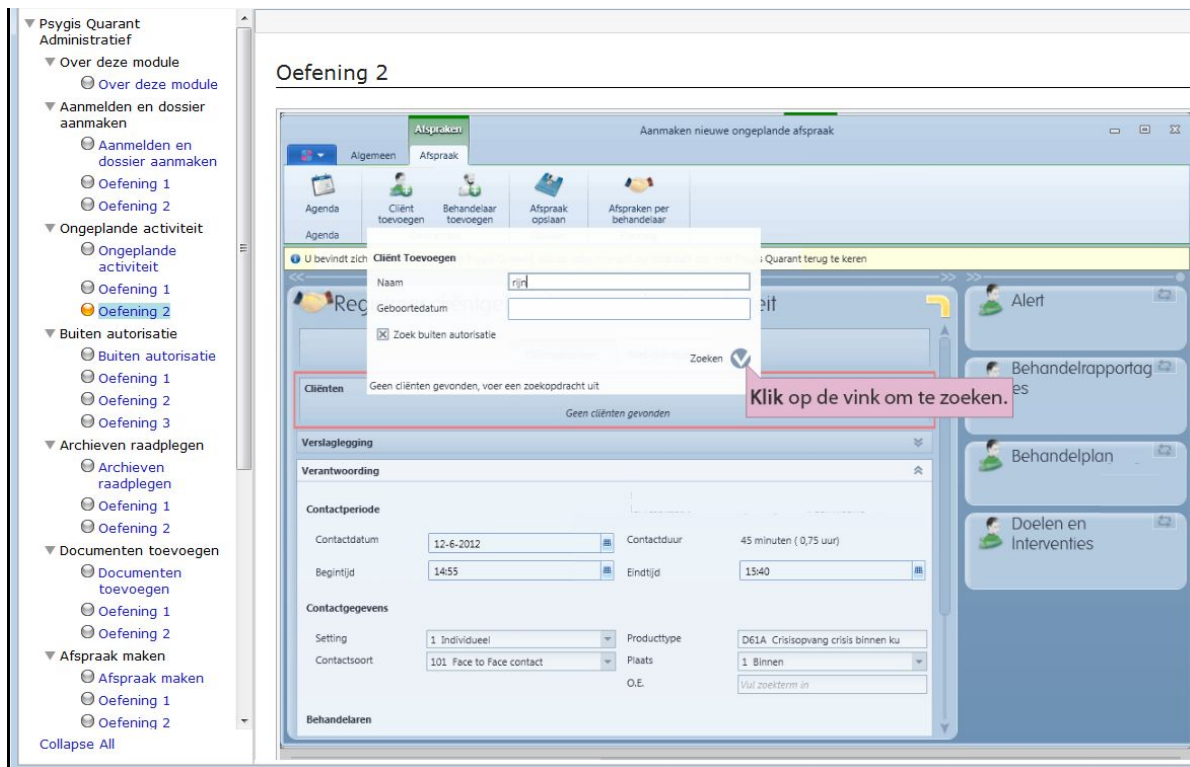 Psygis Quarant
Administratief
Over deze module
Over deze module
Aanmelden en dossier
aanmaken
Aanmelden en
dossier aanmaken
Oefening 1
Oefening 2
Ongeplande activiteit
Ongeplande
activiteit
Oefening 1
Oefening 2
Buiten autorisatie
Buiten autorisatie
Oefening 1
Oefening 2
Oefening 3
Archieven raadplegen
Archieven
raadplegen
Oefening 1
Oefening 2
Documenten toevoegen
Documenten
toevoegen
Oefening 1
Oefening 2
Afspraak maken
Afspraak maken
Oefening 1
Oefening 2
Collapse All
Oefening 2
Afspraken
Aanmaken nieuwe ongeplande afspraak
Algemeen Afspraak
Agenda
Cliënt
toevoegen
Behandelaar
toevoegen
Afspraak
opslaan
Afspraken per
behandelaar
Agenda
U bevindt zich
Quarant terug te keren
Cliënt Toevoegen
Naam rijn
Geboortedatum
Zoek buiten autorisatie
Zoeken
Geen cliënten gevonden, voer een zoekopdracht uit
Klik op de vink om te zoeken.
Reg
eit
Cliënten
Geen cliënten gevonden
Verslaglegging
Verantwoording
Contactperiode
Contactdatum 12-6-2012 Contactduur 45 minuten ( 0,75 uur)
Begintijd 14:55 Eindtijd 15:40
Contactgegevens
Setting 1 Individueel Producttype D61A Crisisopvang crisis binnen ku
Contactsoort 101 Face to Face contact Plaats 1 Binnen
O.E. Vul zoekterm in
Behandelaren
Alert
Behandelrapportag
es
Behandelplan
Doelen en
Interventies